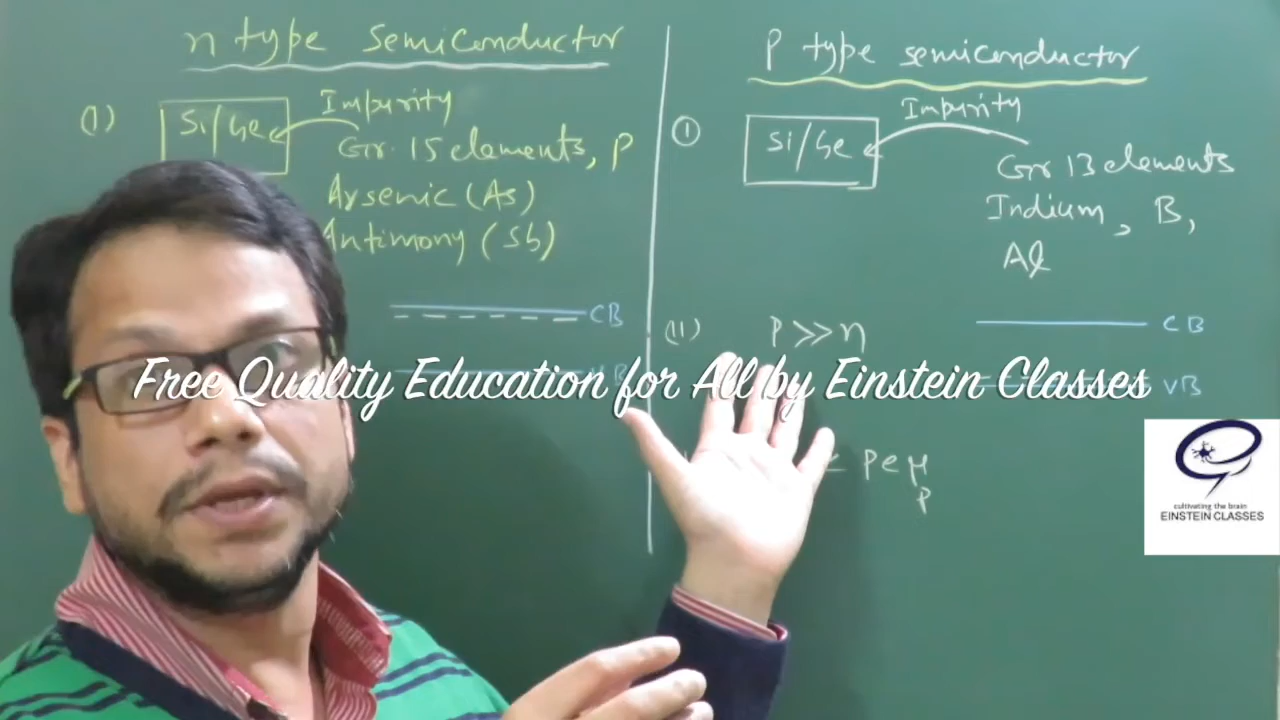 n type semiconductor
(I)
Si/Ge
Impurity
Gr. 15 elements, P
Arsenic (As)
Antimony (Sb)
CB
P type semiconductor
①
Si/Ge
Impurity
Gr 13 elements
Indium, B,
Al
(II) P >> n
CB
VB
= peμp
Free Quality Education for All by Einstein Classes
cultivating the brain
EINSTEIN CLASSES